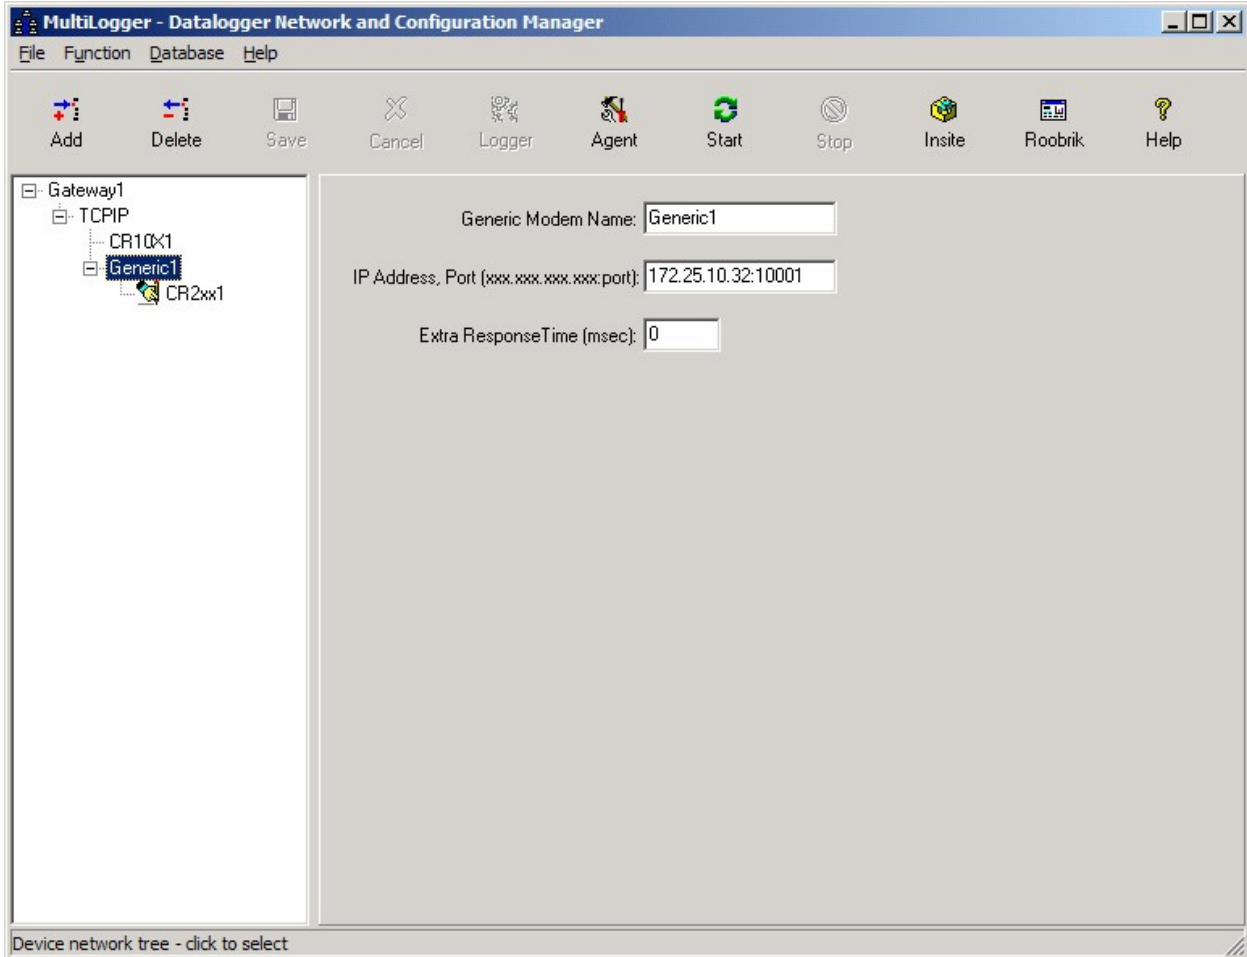 MultiLogger - Datalogger Network and Configuration Manager
File Function Database Help
Add Delete Save Cancel Logger Agent Start Stop Insite Roobrik Help
Gateway1
TCPIP
CR10X1
Generic1
CR2xx1
Generic Modem Name: Generic1
IP Address, Port (xxx.xxx.xxx.xxx:port): 172.25.10.32:10001
Extra ResponseTime (msec): 0
Device network tree - click to select